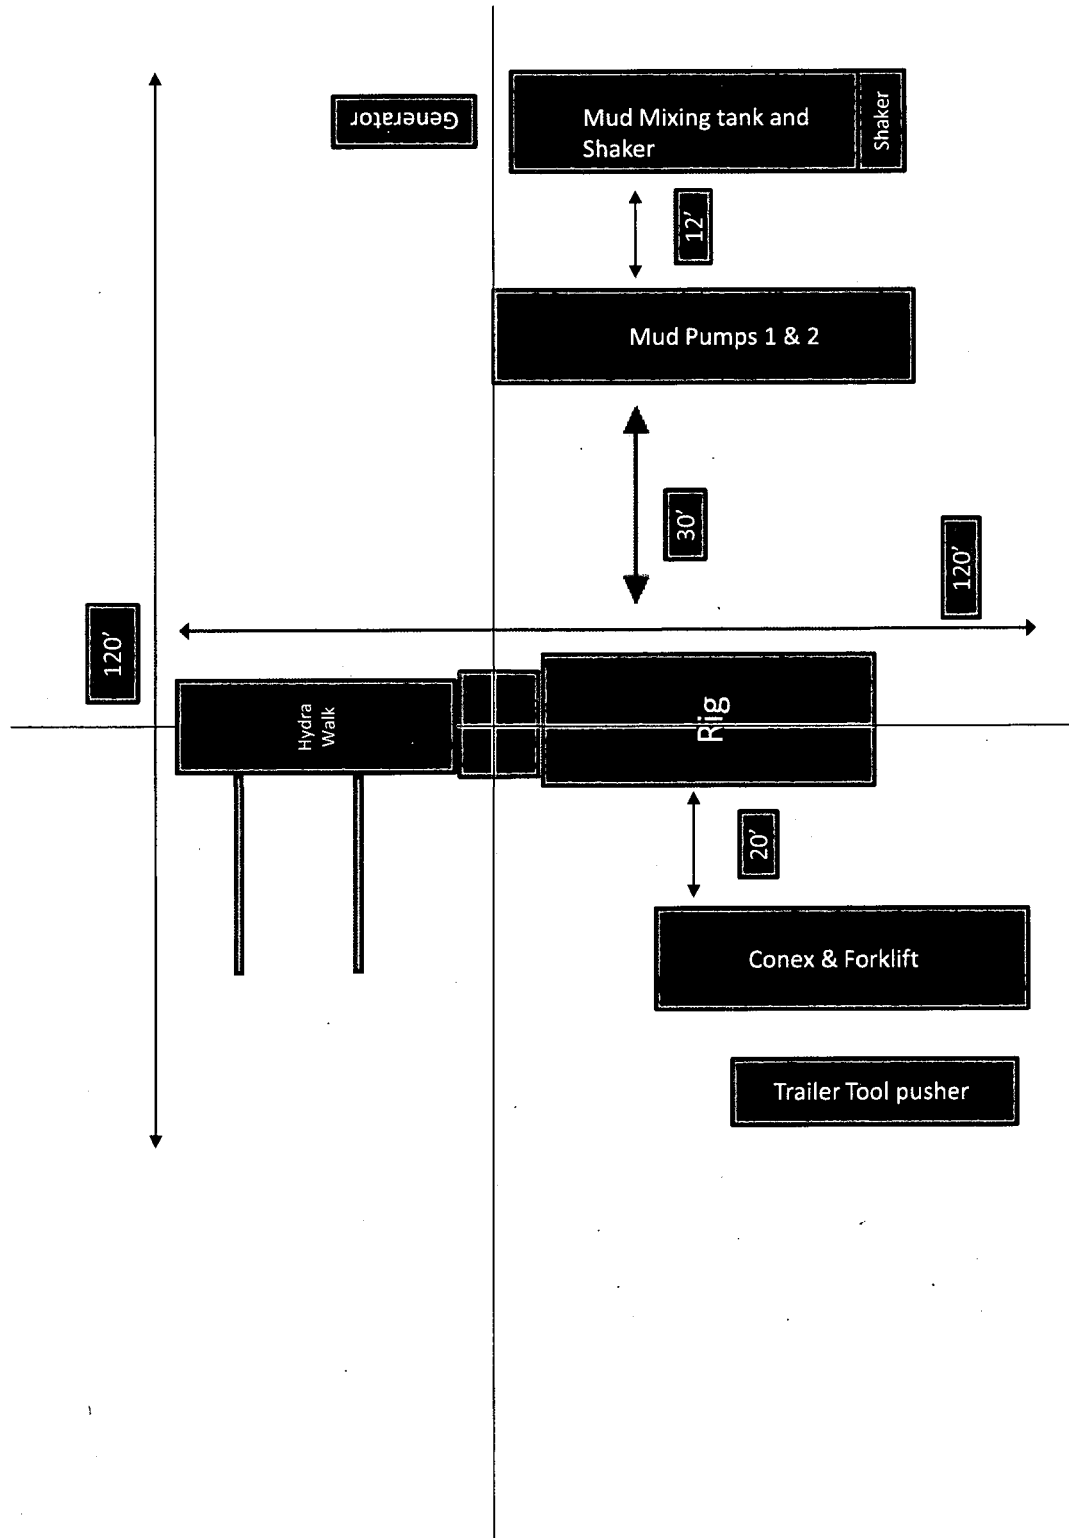 Generator
Mud Mixing tank and
Shaker
Shaker
12'
Mud Pumps 1 & 2
30'
120'
120'
Hydra
Walk
Rig
20'
Conex & Forklift
Trailer Tool pusher